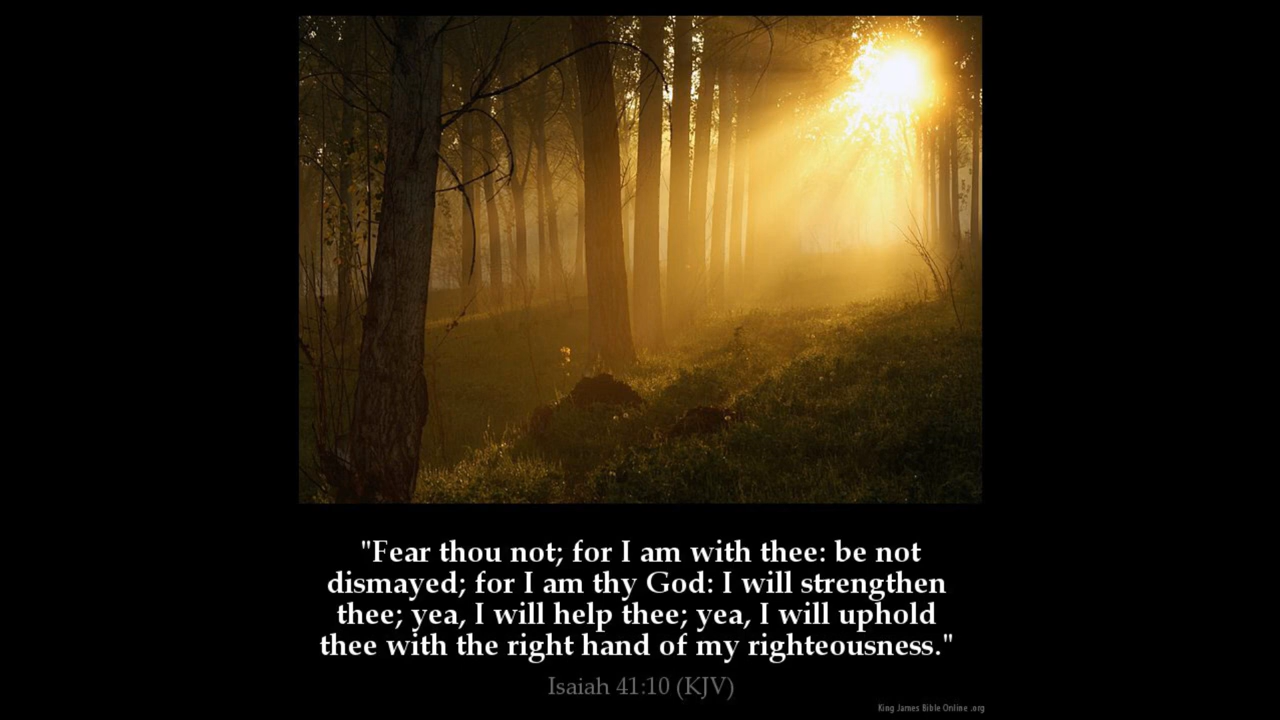 "Fear thou not; for I am with thee: be not
dismayed; for I am thy God: I will strengthen
thee; yea, I will help thee; yea, I will uphold
thee with the right hand of my righteousness."
Isaiah 41:10 (KJV)
King James Bible Online .org